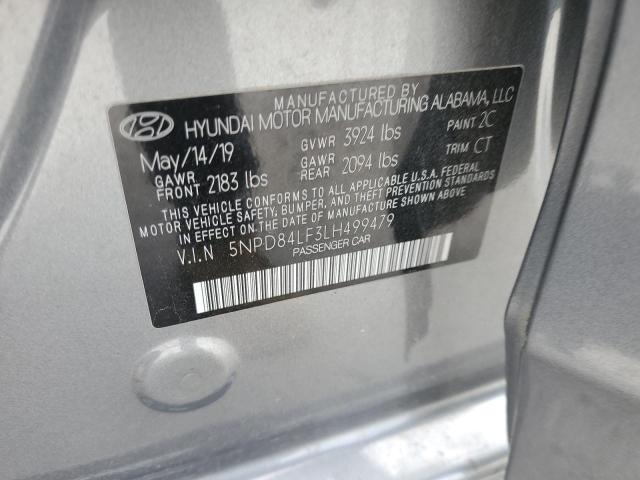 MANUFACTURED BY
HYUNDAI MOTOR MANUFACTURING ALABAMA, LLC
May/14/19 GVWR 3924 lbs PAINT 2C
GAWR FRONT 2183 lbs GAWR REAR 2094 lbs TRIM CT
THIS VEHICLE CONFORMS TO ALL APPLICABLE U.S.A. FEDERAL
MOTOR VEHICLE SAFETY, BUMPER, AND THEFT PREVENTION STANDARDS
IN EFFECT ON THE DATE OF MANUFACTURE SHOWN ABOVE.
V.I.N 5NPD84LF3LH499479
PASSENGER CAR